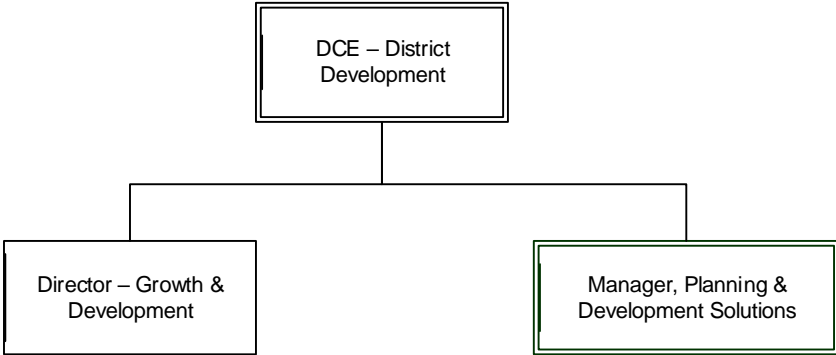 DCE – District
Development
Director – Growth &
Development
Manager, Planning &
Development Solutions